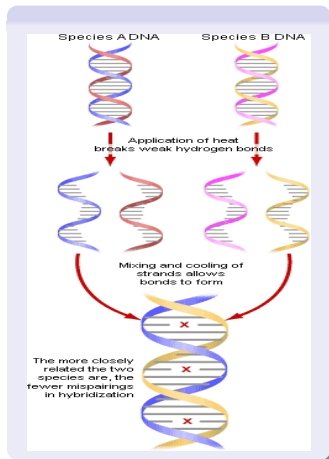 Species A DNA
Species B DNA
Application of heat
breaks weak hydrogen bonds
Mixing and cooling of
strands allows
bonds to form
X
The more closely
related the two
species are, the
fewer mispairings
in hybridization
X
X